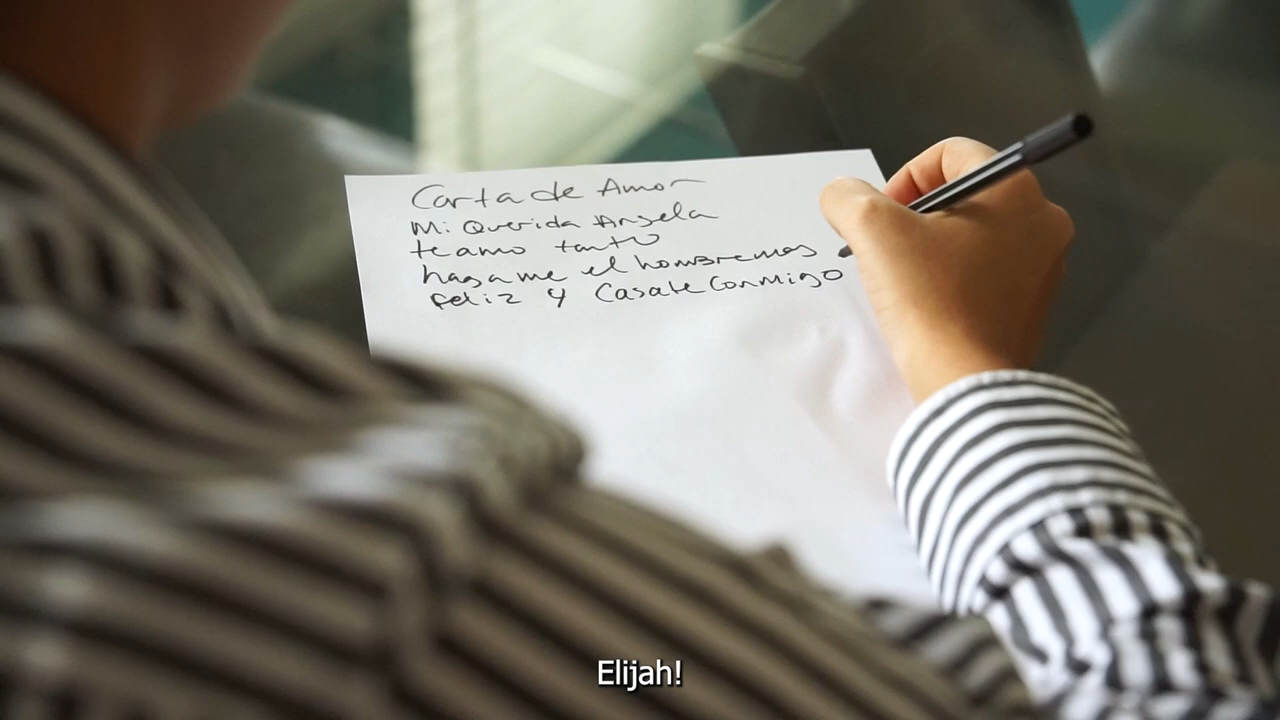 Carta de Amor
Mi Querida Angela
te amo tanto
hagame el hombre mas
feliz y Casate Conmigo
Elijah!